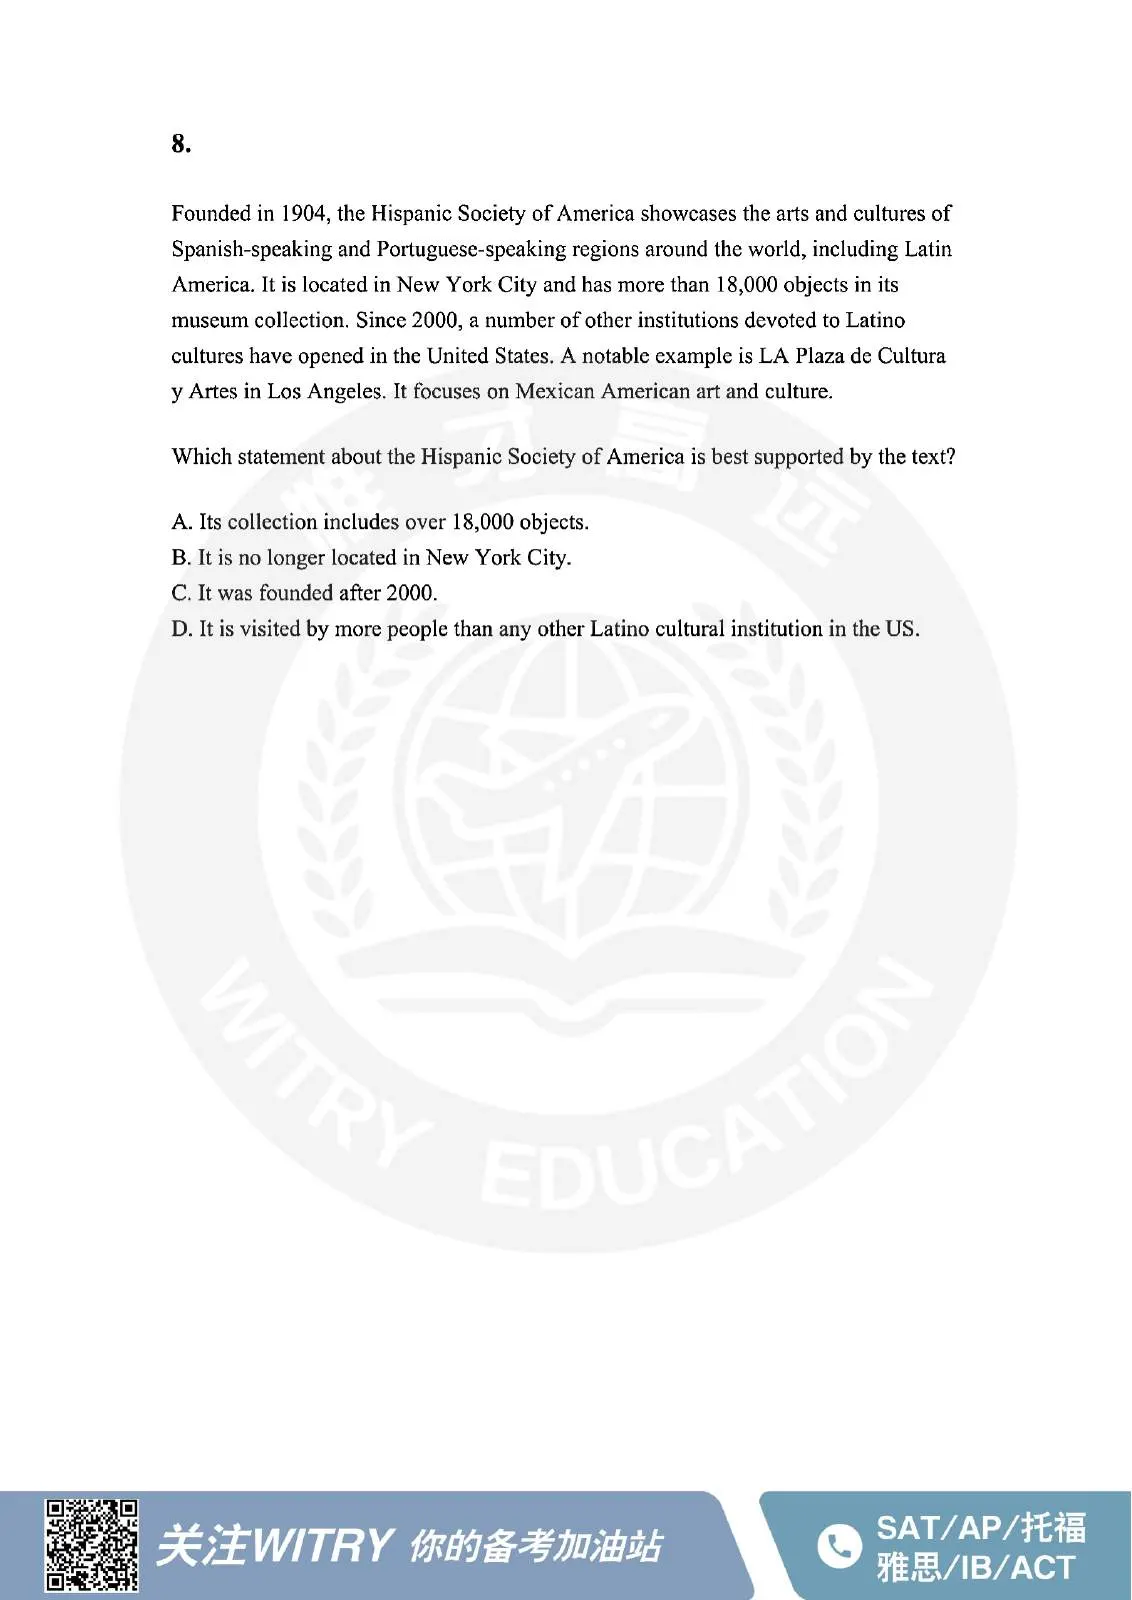 8.
Founded in 1904, the Hispanic Society of America showcases the arts and cultures of
Spanish-speaking and Portuguese-speaking regions around the world, including Latin
America. It is located in New York City and has more than 18,000 objects in its
museum collection. Since 2000, a number of other institutions devoted to Latino
cultures have opened in the United States. A notable example is LA Plaza de Cultura
y Artes in Los Angeles. It focuses on Mexican American art and culture.
Which statement about the Hispanic Society of America is best supported by the text?
A. Its collection includes over 18,000 objects.
B. It is no longer located in New York City.
C. It was founded after 2000.
D. It is visited by more people than any other Latino cultural institution in the US.
惟才昌远
WITRY EDUCATION
关注WITRY 你的备考加油站
SAT/AP/托福
雅思/IB/ACT